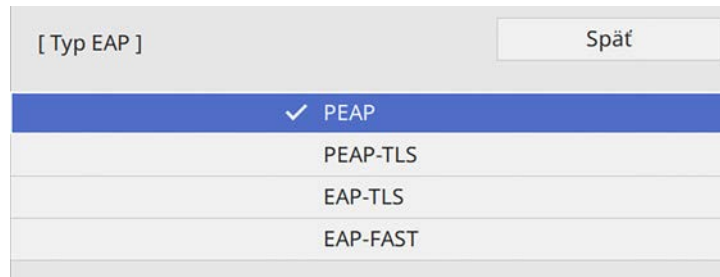 [ Typ EAP ]
Späť
PEAP
PEAP-TLS
EAP-TLS
EAP-FAST